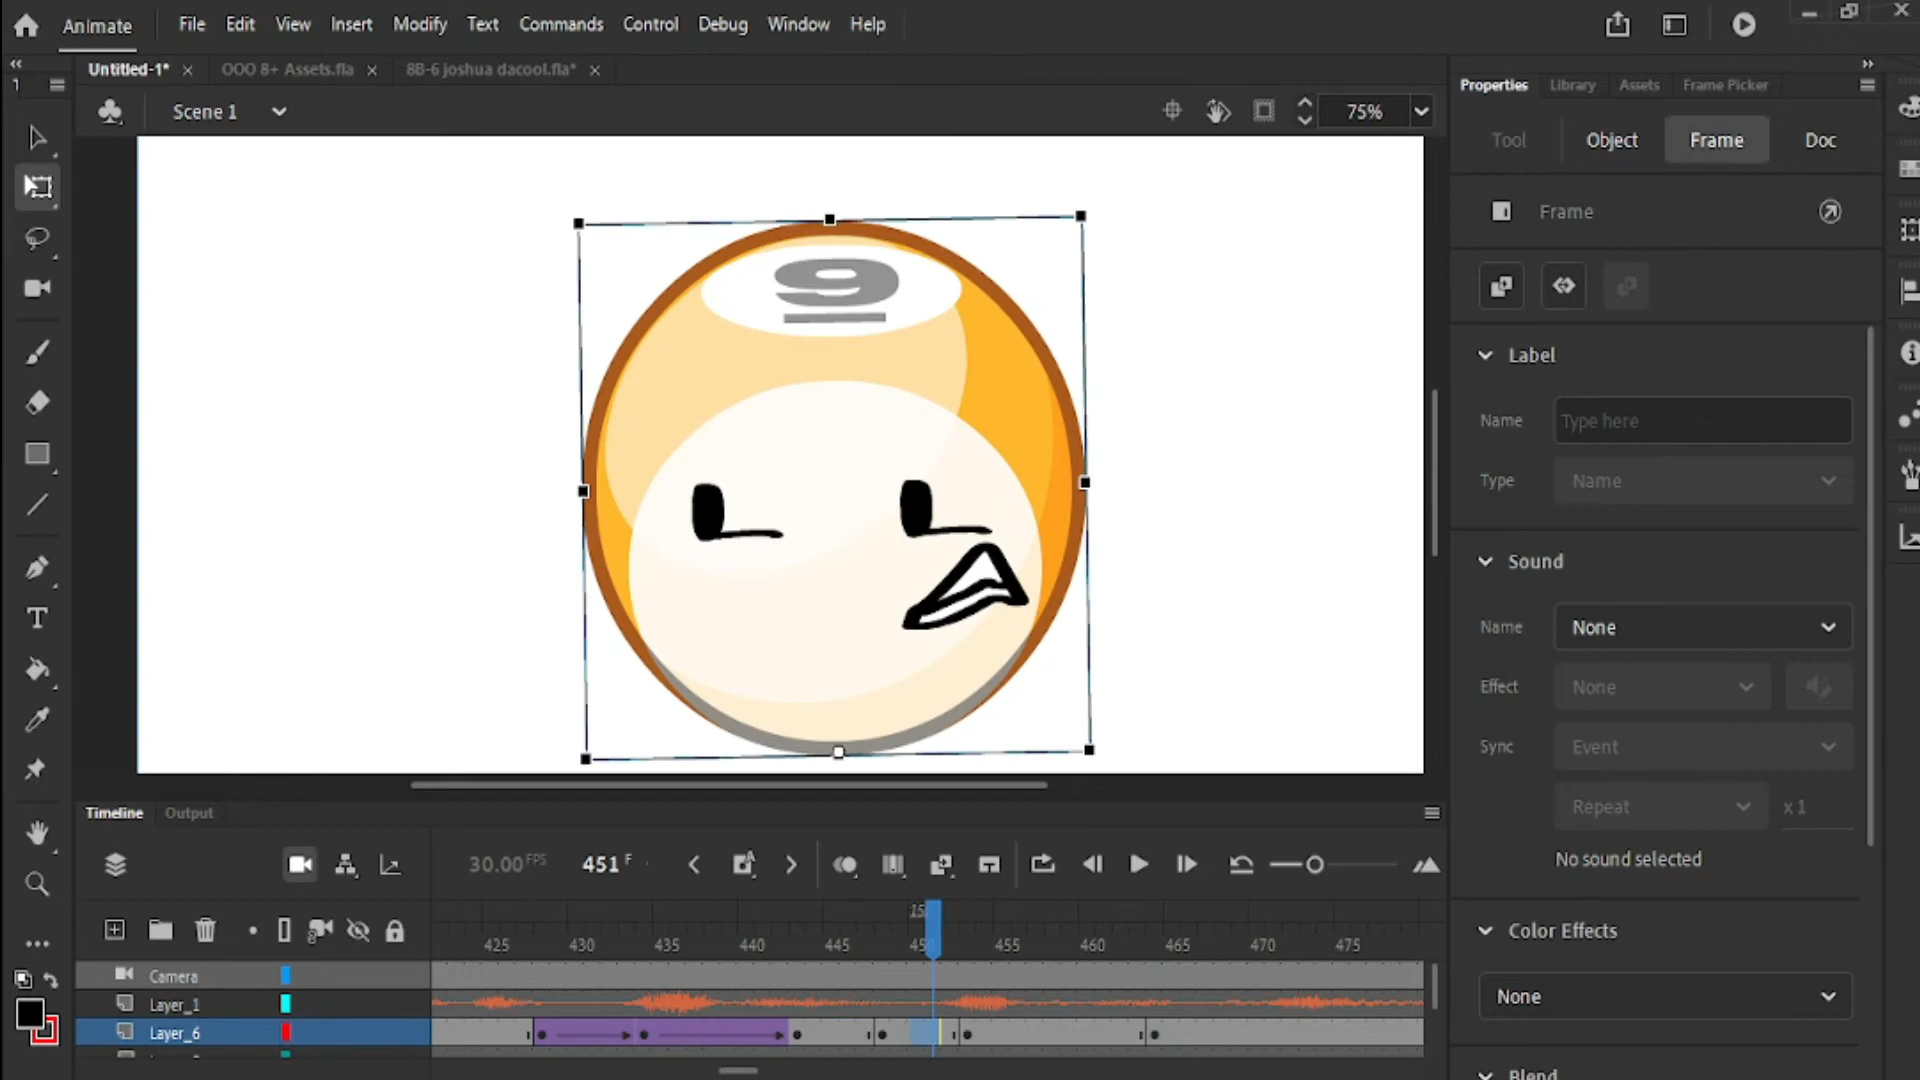 Animate File Edit View Insert Modify Text Commands Control Debug Window Help
Untitled-1* OOO 8+ Assets.fla 8B-6 joshua dacool.fla*
1
Scene 1 75%
9
Properties Library Assets Frame Picker
Tool Object Frame Doc
Frame
Label
Name Type here
Type Name
Sound
Name None
Effect None
Sync Event
Repeat x 1
No sound selected
Color Effects
None
Blend
Timeline Output
30.00 FPS 451 F
15
425 430 435 440 445 450 455 460 465 470 475
Camera
Layer_1
Layer_6